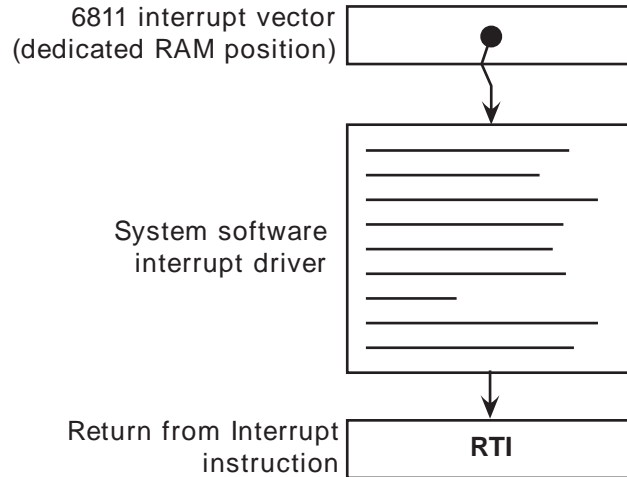 6811 interrupt vector
(dedicated RAM position)
System software
interrupt driver
Return from Interrupt
instruction
RTI